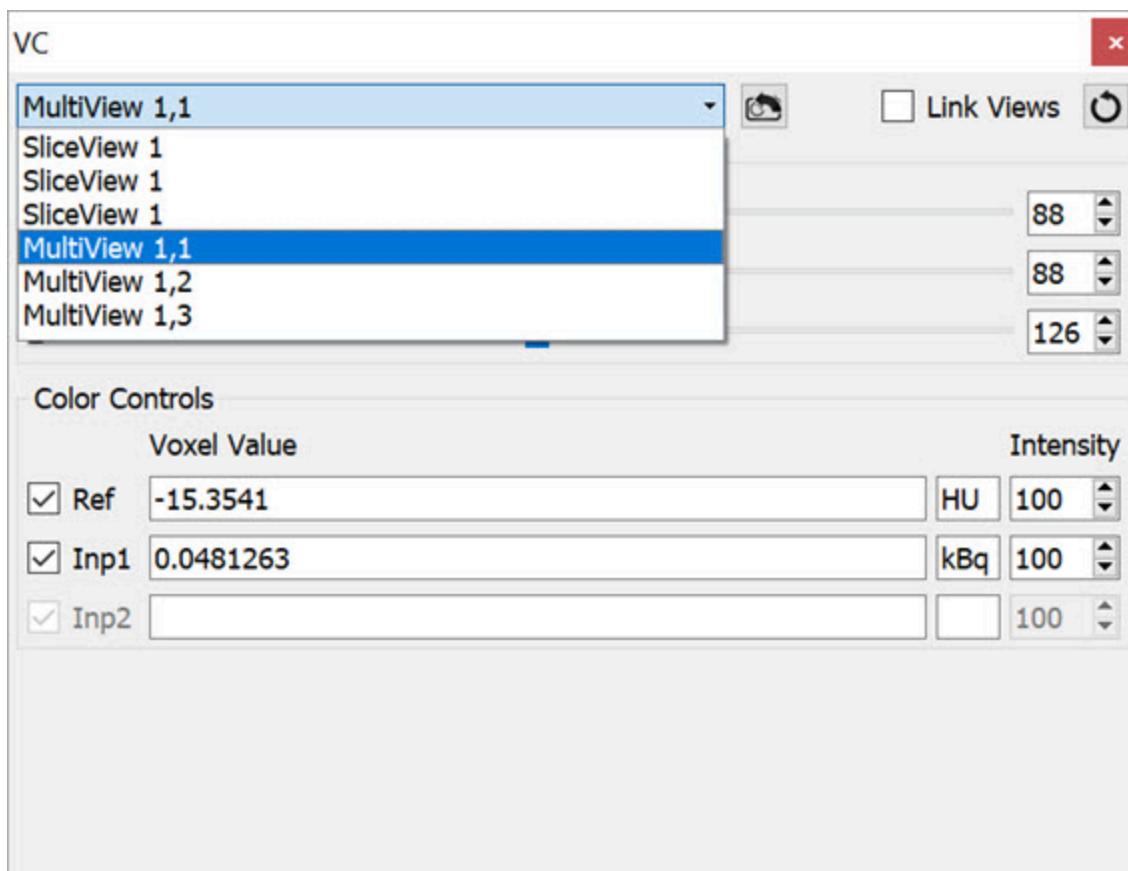 VC
MultiView 1,1
Link Views
SliceView 1
SliceView 1
SliceView 1
88
MultiView 1,1
MultiView 1,2
88
MultiView 1,3
126
Color Controls
Voxel Value Intensity
Ref -15.3541 HU 100
Inp1 0.0481263 kBq 100
Inp2 100